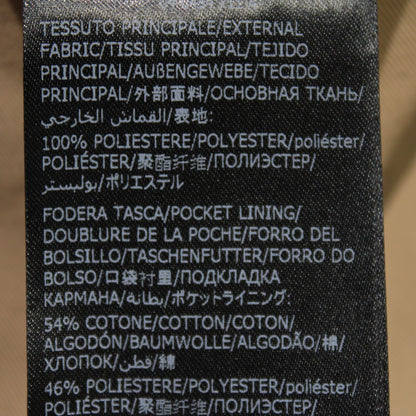 TESSUTO PRINCIPALE/EXTERNAL
FABRIC/TISSU PRINCIPAL/TEJIDO
PRINCIPAL/AUßENGEWEBE/TECIDO
PRINCIPAL/外部面料/ОСНОВНАЯ ТКАНЬ/
القماش الخارجي/表地:
100% POLIESTERE/POLYESTER/poliéster/
POLIÉSTER/聚酯纤维/ПОЛИЭСТЕР/
بوليستر/ポリエステル
FODERA TASCA/POCKET LINING/
DOUBLURE DE LA POCHE/FORRO DEL
BOLSILLO/TASCHENFUTTER/FORRO DO
BOLSO/口袋衬里/ПОДКЛАДКА
КАРМАНА/بطانة/ポケットライニング:
54% COTONE/COTTON/COTON/
ALGODÓN/BAUMWOLLE/ALGODÃO/棉/
ХЛОПОК/قطن/綿
46% POLIESTERE/POLYESTER/poliéster/
POLIÉSTER/聚酯纤维/ПОЛИЭСТЕР/